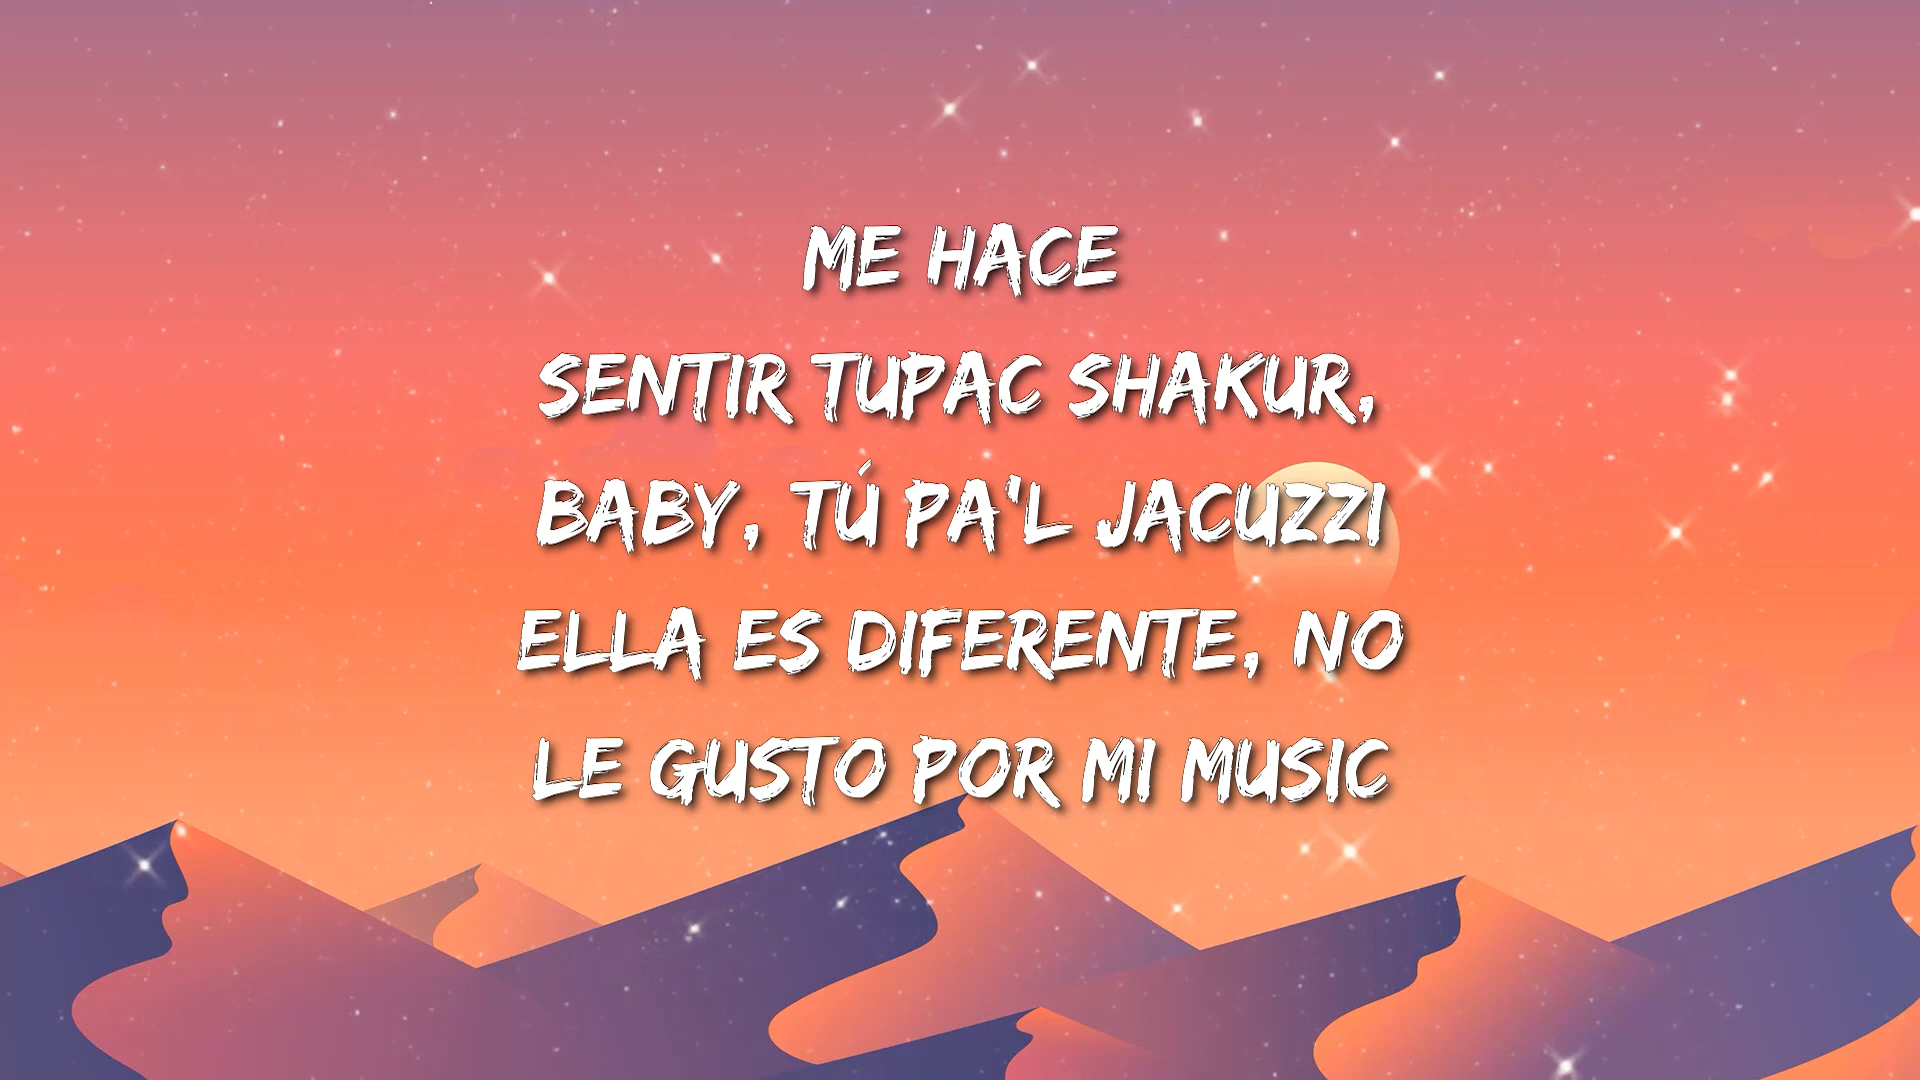 ME HACE
SENTIR TUPAC SHAKUR,
BABY, TÚ PA'L JACUZZI
ELLA ES DIFERENTE, NO
LE GUSTO POR MI MUSIC